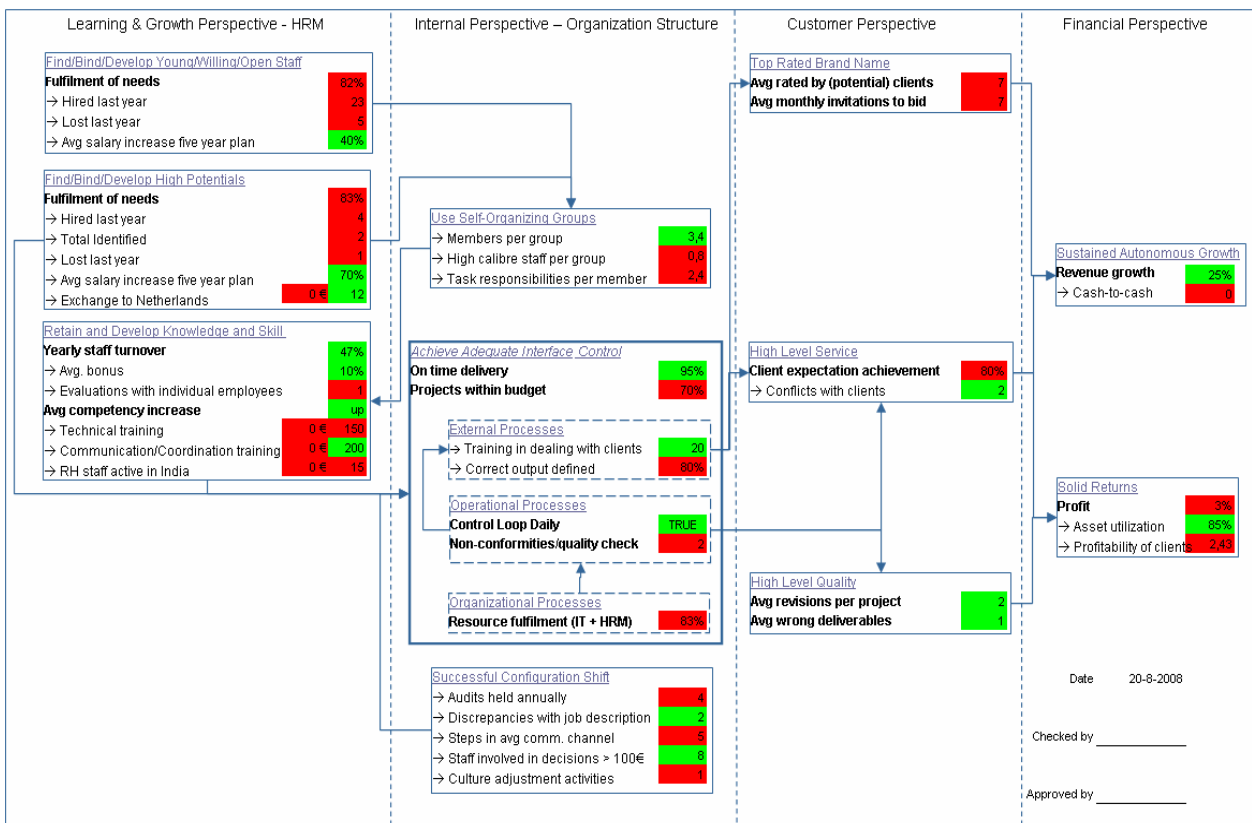 Learning & Growth Perspective - HRM
Find/Bind/Develop Young/Willing/Open Staff
Fulfilment of needs 82%
→ Hired last year 23
→ Lost last year 5
→ Avg salary increase five year plan 40%
Find/Bind/Develop High Potentials
Fulfilment of needs 83%
→ Hired last year 4
→ Total Identified 2
→ Lost last year 1
→ Avg salary increase five year plan 70%
→ Exchange to Netherlands 0 € 12
Retain and Develop Knowledge and Skill
Yearly staff turnover 47%
→ Avg. bonus 10%
→ Evaluations with individual employees 1
Avg competency increase up
→ Technical training 0 € 150
→ Communication/Coordination training 0 € 200
→ RH staff active in India 0 € 15
Internal Perspective – Organization Structure
Use Self-Organizing Groups
→ Members per group 3,4
→ High calibre staff per group 0,8
→ Task responsibilities per member 2,4
Achieve Adequate Interface Control
On time delivery 95%
Projects within budget 70%
External Processes
→ Training in dealing with clients 20
→ Correct output defined 80%
Operational Processes
Control Loop Daily TRUE
Non-conformities/quality check 2
Organizational Processes
Resource fulfilment (IT + HRM) 83%
Successful Configuration Shift
→ Audits held annually 4
→ Discrepancies with job description 2
→ Steps in avg comm. channel 5
→ Staff involved in decisions > 100€ 8
→ Culture adjustment activities 1
Customer Perspective
Top Rated Brand Name
Avg rated by (potential) clients 7
Avg monthly invitations to bid 7
High Level Service
Client expectation achievement 80%
→ Conflicts with clients 2
High Level Quality
Avg revisions per project 2
Avg wrong deliverables 1
Financial Perspective
Sustained Autonomous Growth
Revenue growth 25%
→ Cash-to-cash 0
Solid Returns
Profit 3%
→ Asset utilization 85%
→ Profitability of clients 2,43
Date 20-8-2008
Checked by
Approved by